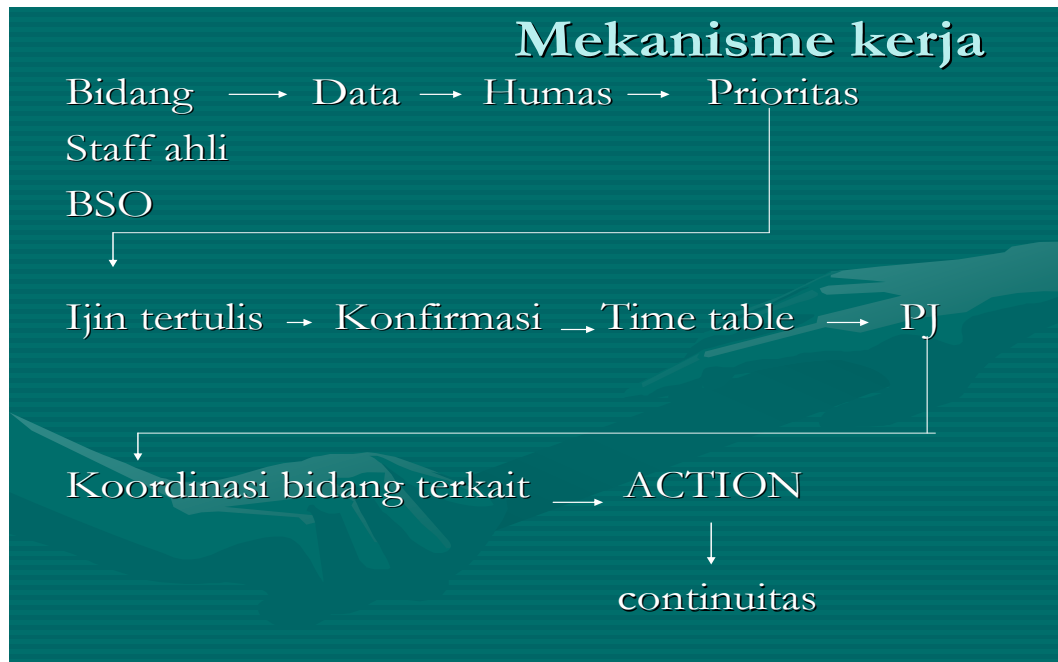 Mekanisme kerja
Bidang → Data → Humas → Prioritas
Staff ahli
BSO
Ijin tertulis → Konfirmasi → Time table → PJ
Koordinasi bidang terkait → ACTION
continuitas